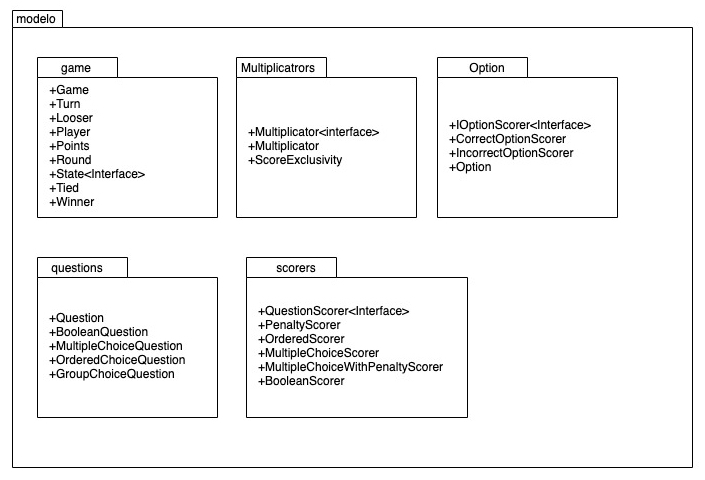 modelo
game
+Game
+Turn
+Looser
+Player
+Points
+Round
+State<Interface>
+Tied
+Winner
Multiplicatrors
+Multiplicator<interface>
+Multiplicator
+ScoreExclusivity
Option
+IOptionScorer<Interface>
+CorrectOptionScorer
+IncorrectOptionScorer
+Option
questions
+Question
+BooleanQuestion
+MultipleChoiceQuestion
+OrderedChoiceQuestion
+GroupChoiceQuestion
scorers
+QuestionScorer<Interface>
+PenaltyScorer
+OrderedScorer
+MultipleChoiceScorer
+MultipleChoiceWithPenaltyScorer
+BooleanScorer